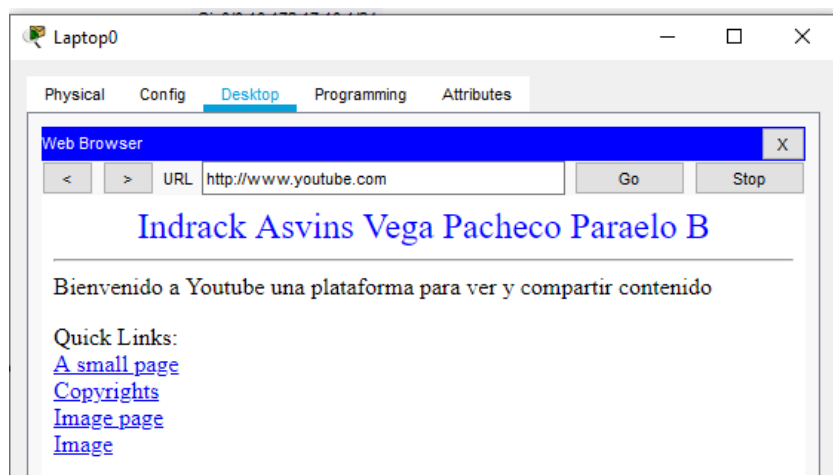 Laptop0
Physical Config Desktop Programming Attributes
Web Browser X
< > URL http://www.youtube.com Go Stop
Indrack Asvins Vega Pacheco Paraelo B
Bienvenido a Youtube una plataforma para ver y compartir contenido
Quick Links:
A small page
Copyrights
Image page
Image